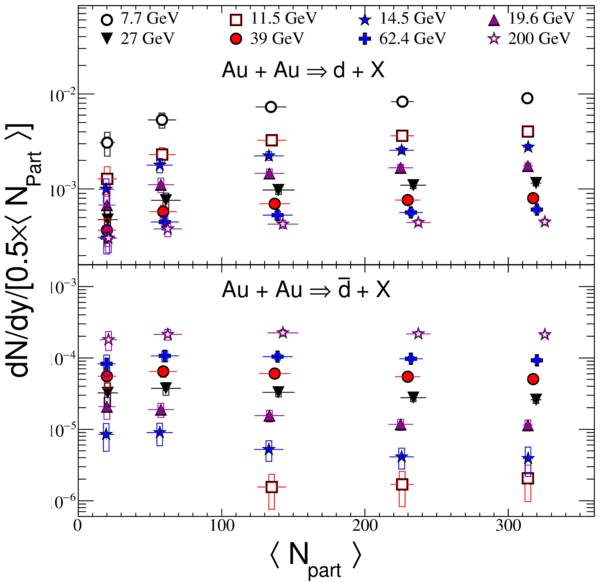 7.7 GeV 11.5 GeV 14.5 GeV 19.6 GeV
27 GeV 39 GeV 62.4 GeV 200 GeV
Au + Au ⇒ d + X
10⁻²
10⁻³
dN/dy/[0.5×⟨ N_Part ⟩]
Au + Au ⇒ d̅ + X
10⁻³
10⁻⁴
10⁻⁵
10⁻⁶
0 100 200 300
⟨ N_part ⟩